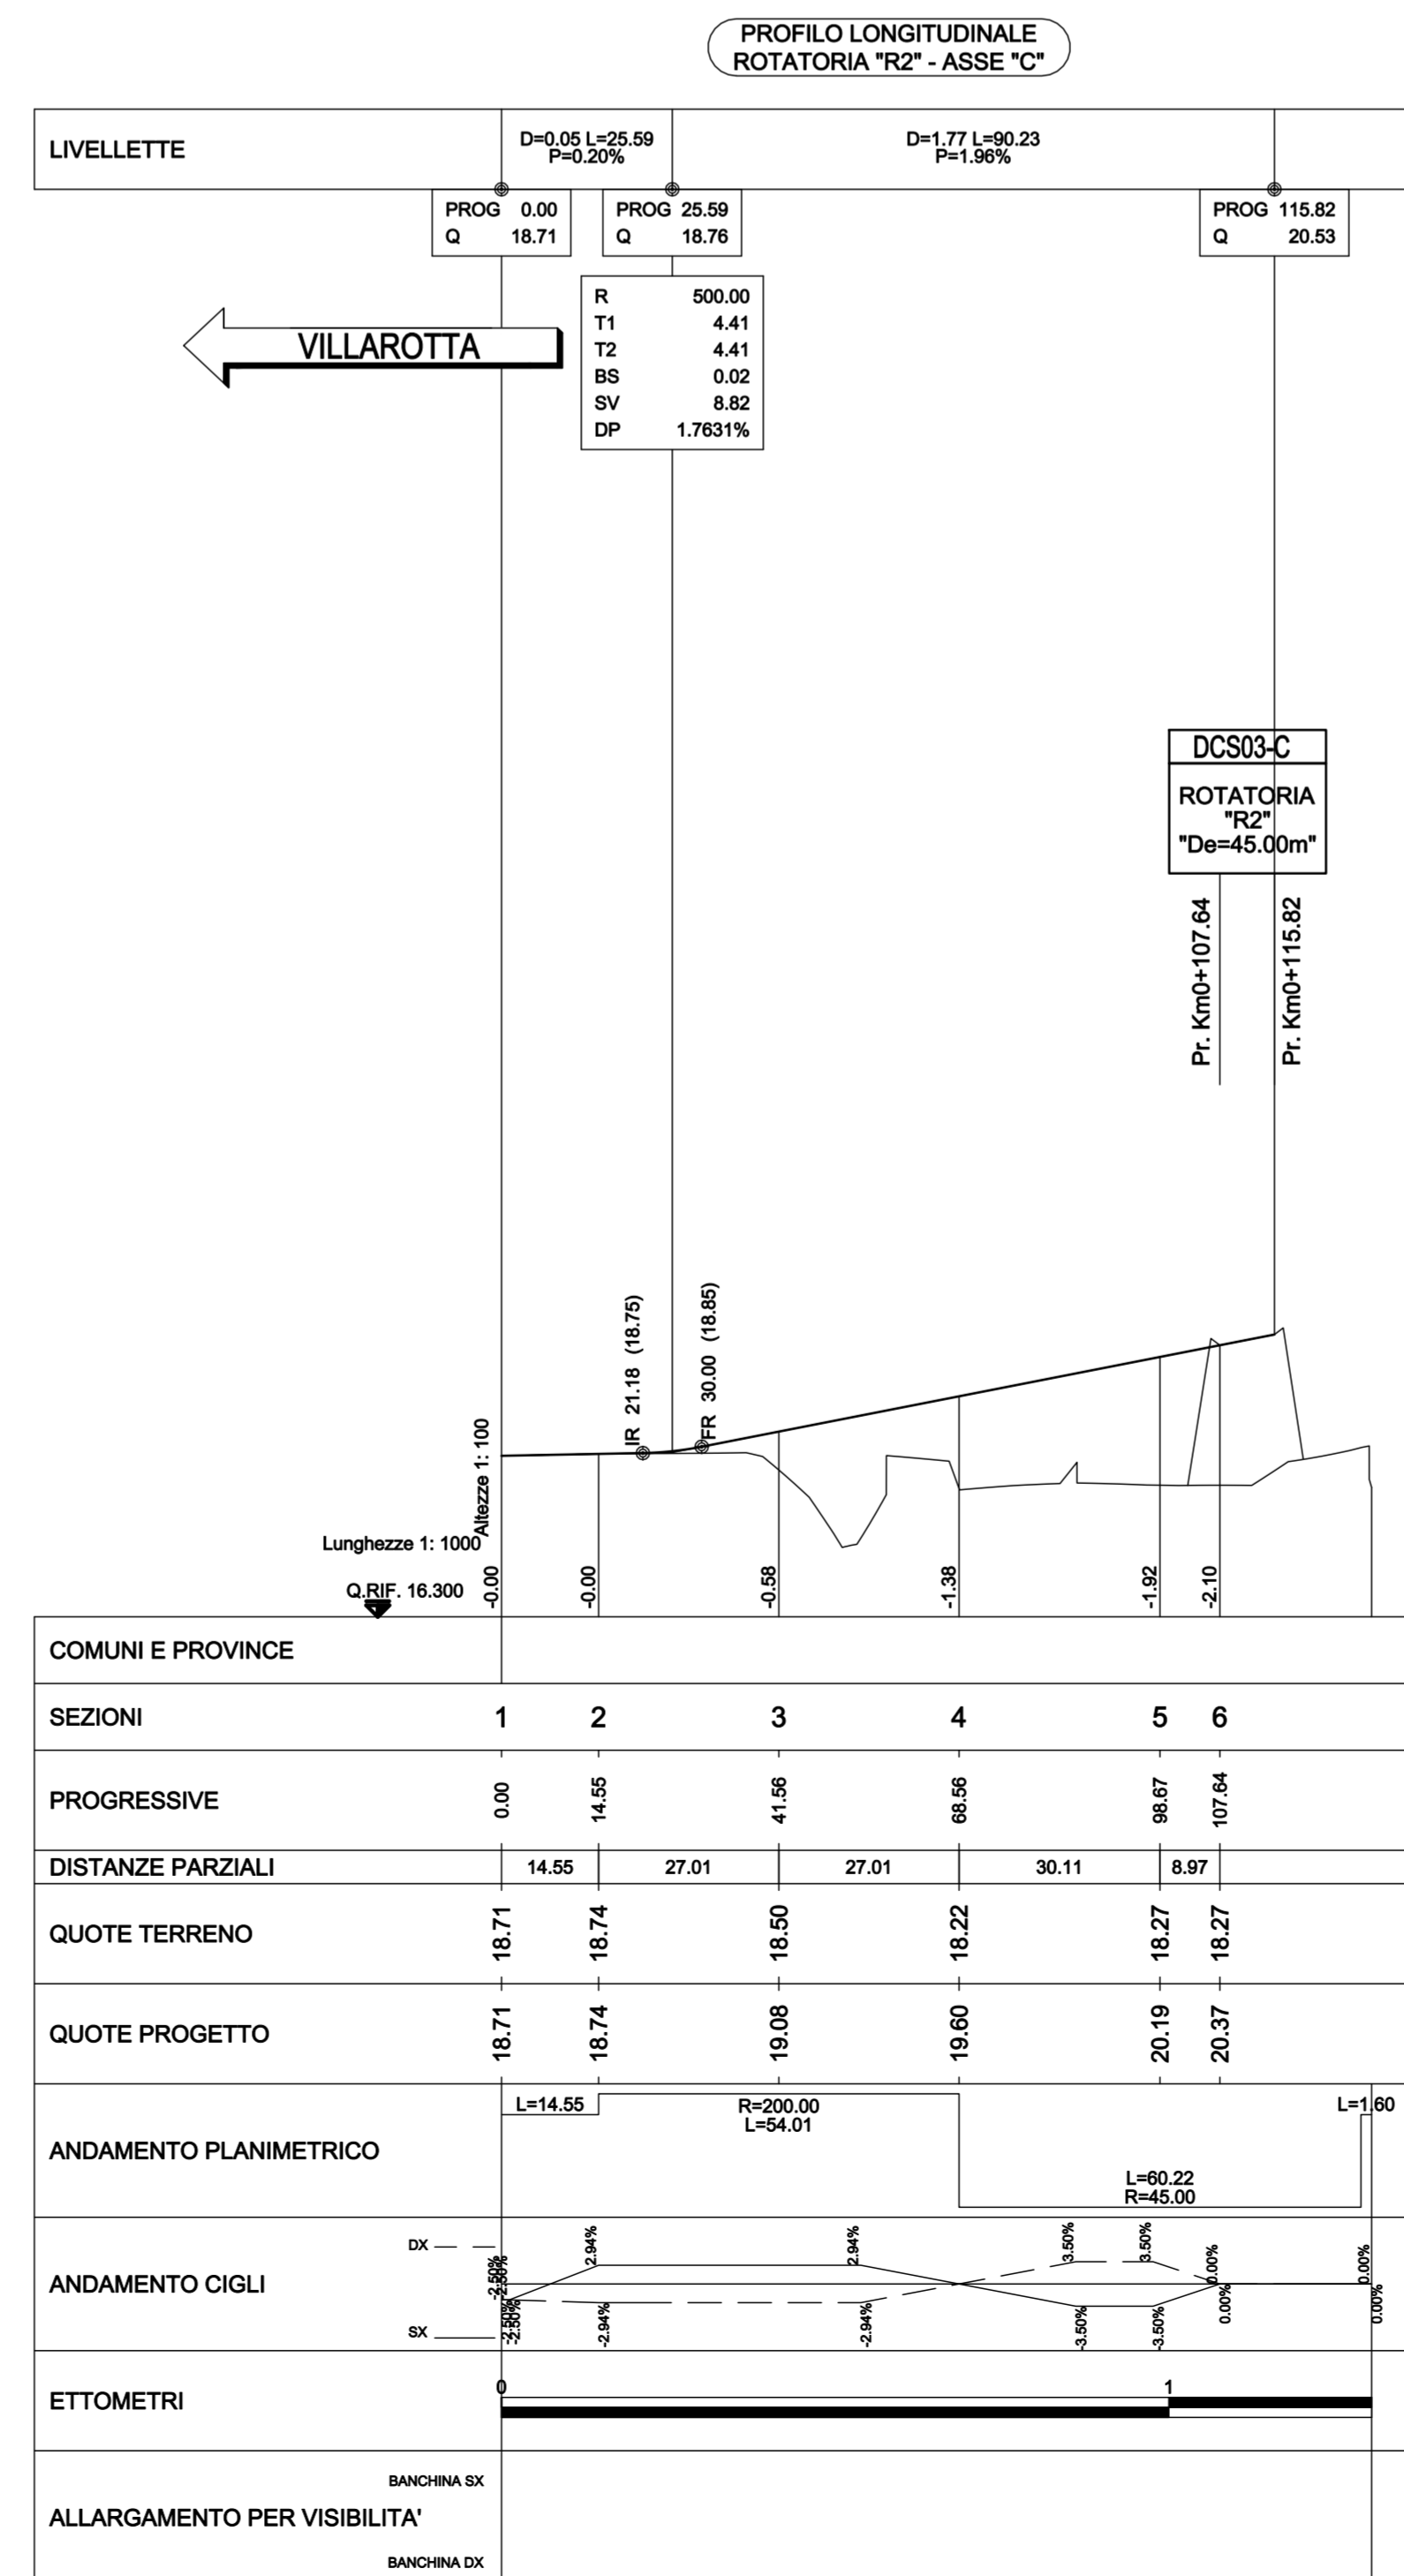 PROFILO LONGITUDINALE
ROTATORIA "R2" - ASSE "C"
LIVELLETTE
D=0.05 L=25.59
P=0.20%
D=1.77 L=90.23
P=1.96%
PROG 0.00
Q 18.71
PROG 25.59
Q 18.76
PROG 115.82
Q 20.53
R 500.00
T1 4.41
T2 4.41
BS 0.02
SV 8.82
DP 1.7631%
VILLAROTTA
DCS03-C
ROTATORIA
"R2"
"De=45.00m"
Pr. Km0+107.64
Pr. Km0+115.82
IR 21.18 (18.75)
FR 30.00 (18.85)
Altezze 1: 100
Lunghezze 1: 1000
Q.RIF. 16.300
-0.00 -0.00 -0.58 -1.38 -1.92 -2.10
COMUNI E PROVINCE
SEZIONI 1 2 3 4 5 6
PROGRESSIVE 0.00 14.55 41.56 68.56 98.67 107.64
DISTANZE PARZIALI 14.55 27.01 27.01 30.11 8.97
QUOTE TERRENO 18.71 18.74 18.50 18.22 18.27 18.27
QUOTE PROGETTO 18.71 18.74 19.08 19.60 20.19 20.37
ANDAMENTO PLANIMETRICO
L=14.55
R=200.00
L=54.01
L=60.22
R=45.00
L=1.60
ANDAMENTO CIGLI
DX
-2.50% -2.50% 2.94% 2.94% 3.50% 3.50% 0.00% 0.00%
SX
-2.50% -2.50% -2.94% -2.94% -3.50% -3.50% 0.00% 0.00%
ETTOMETRI
0 1
BANCHINA SX
ALLARGAMENTO PER VISIBILITA'
BANCHINA DX